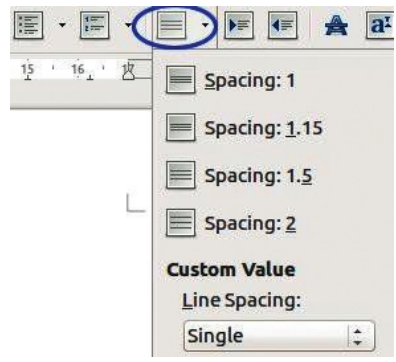 15 16 17
Spacing: 1
Spacing: 1.15
Spacing: 1.5
Spacing: 2
Custom Value
Line Spacing:
Single